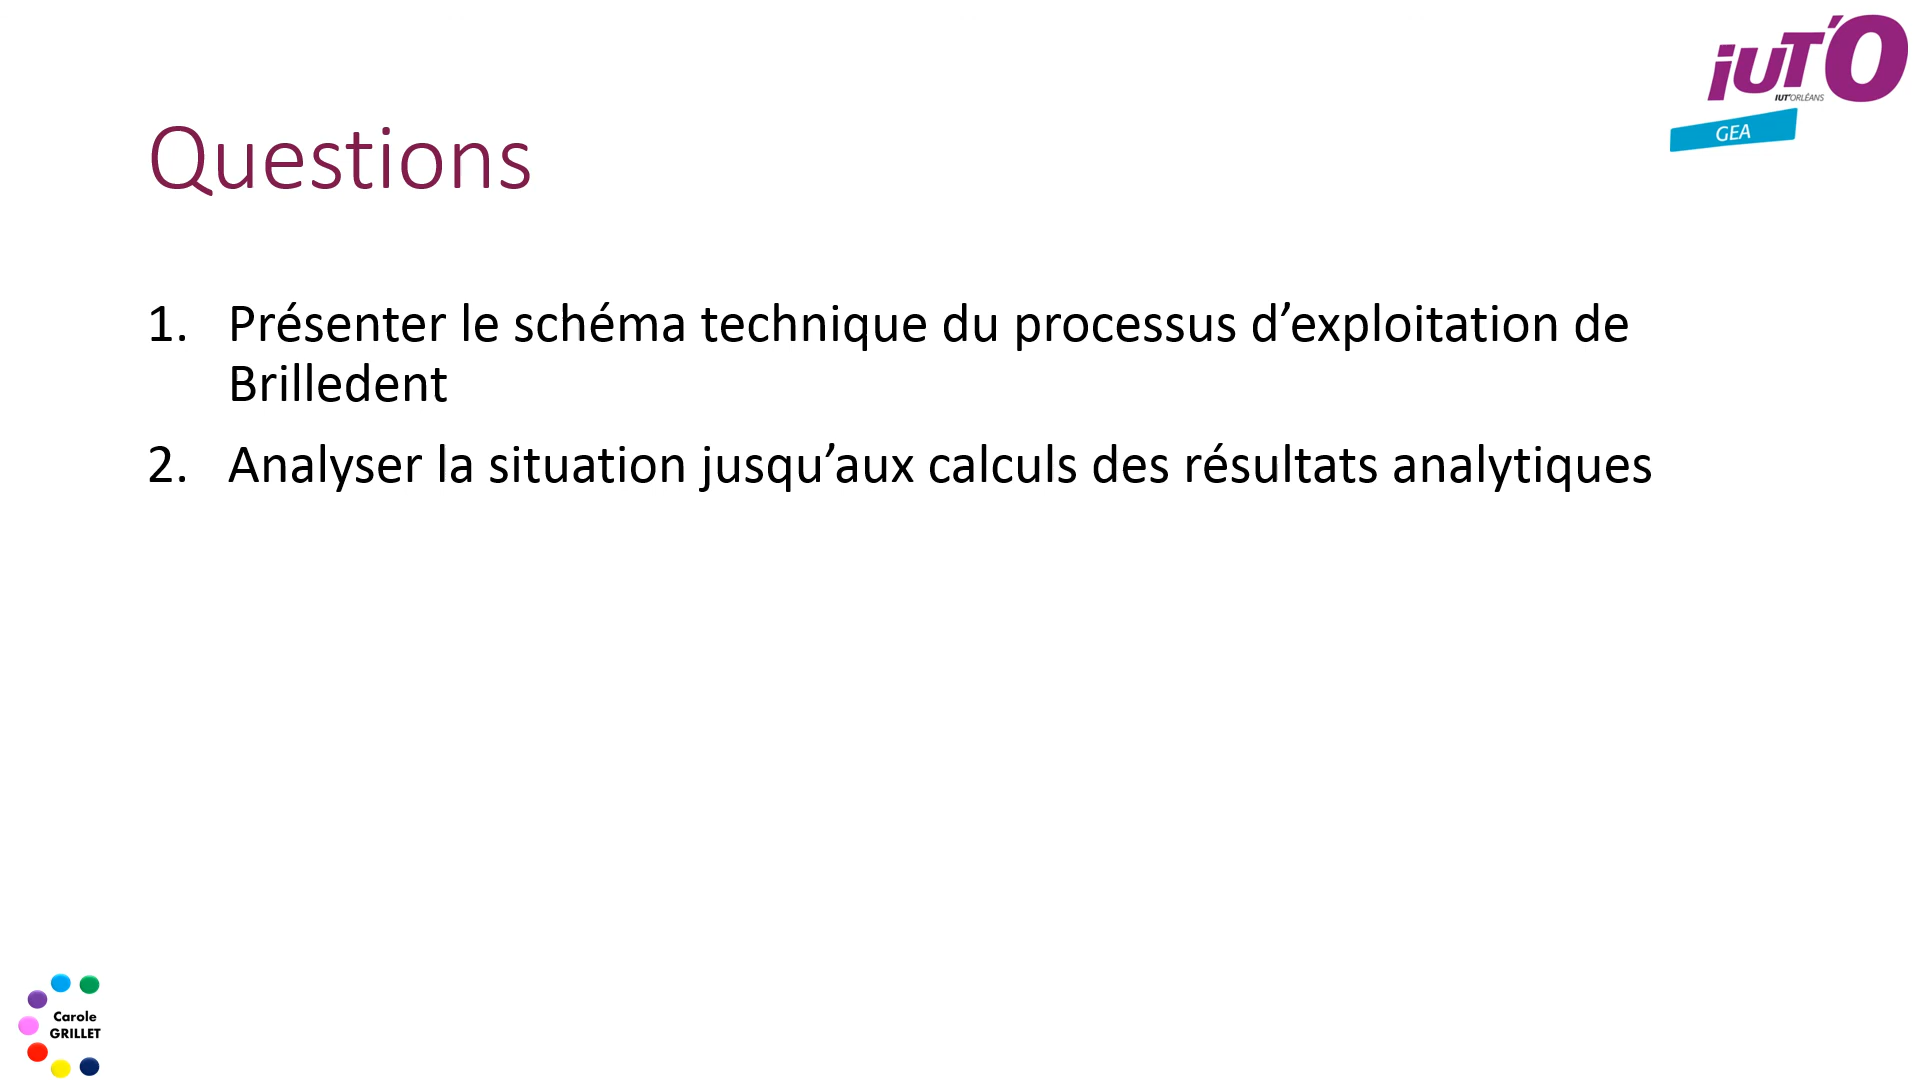 iUT'O
IUT'ORLÉANS
GEA
Questions
1. Présenter le schéma technique du processus d’exploitation de
Brilledent
2. Analyser la situation jusqu’aux calculs des résultats analytiques
Carole
GRILLET